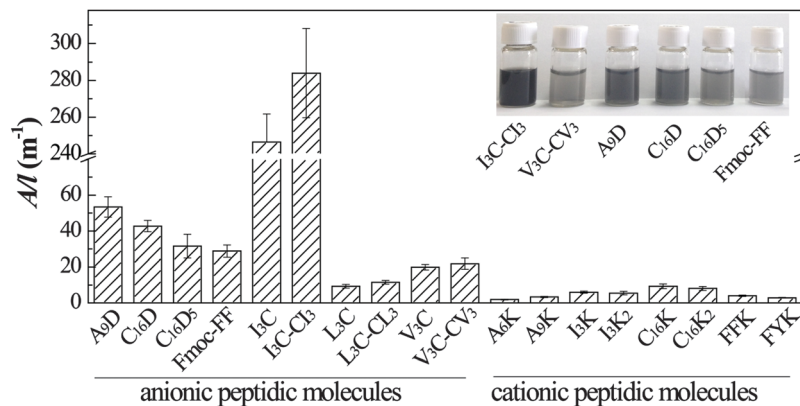 300
280
260
240
60
40
20
0
A/l (m⁻¹)
I₃C-CI₃
V₃C-CV₃
A₉D
C₁₆D
C₁₆D₅
Fmoc-FF
A₉D
C₁₆D
C₁₆D₅
Fmoc-FF
I₃C
I₃C-CI₃
L₃C
L₃C-CL₃
V₃C
V₃C-CV₃
A₆K
A₉K
I₃K
I₃K₂
C₁₆K
C₁₆K₂
FFK
FYK
anionic peptidic molecules
cationic peptidic molecules